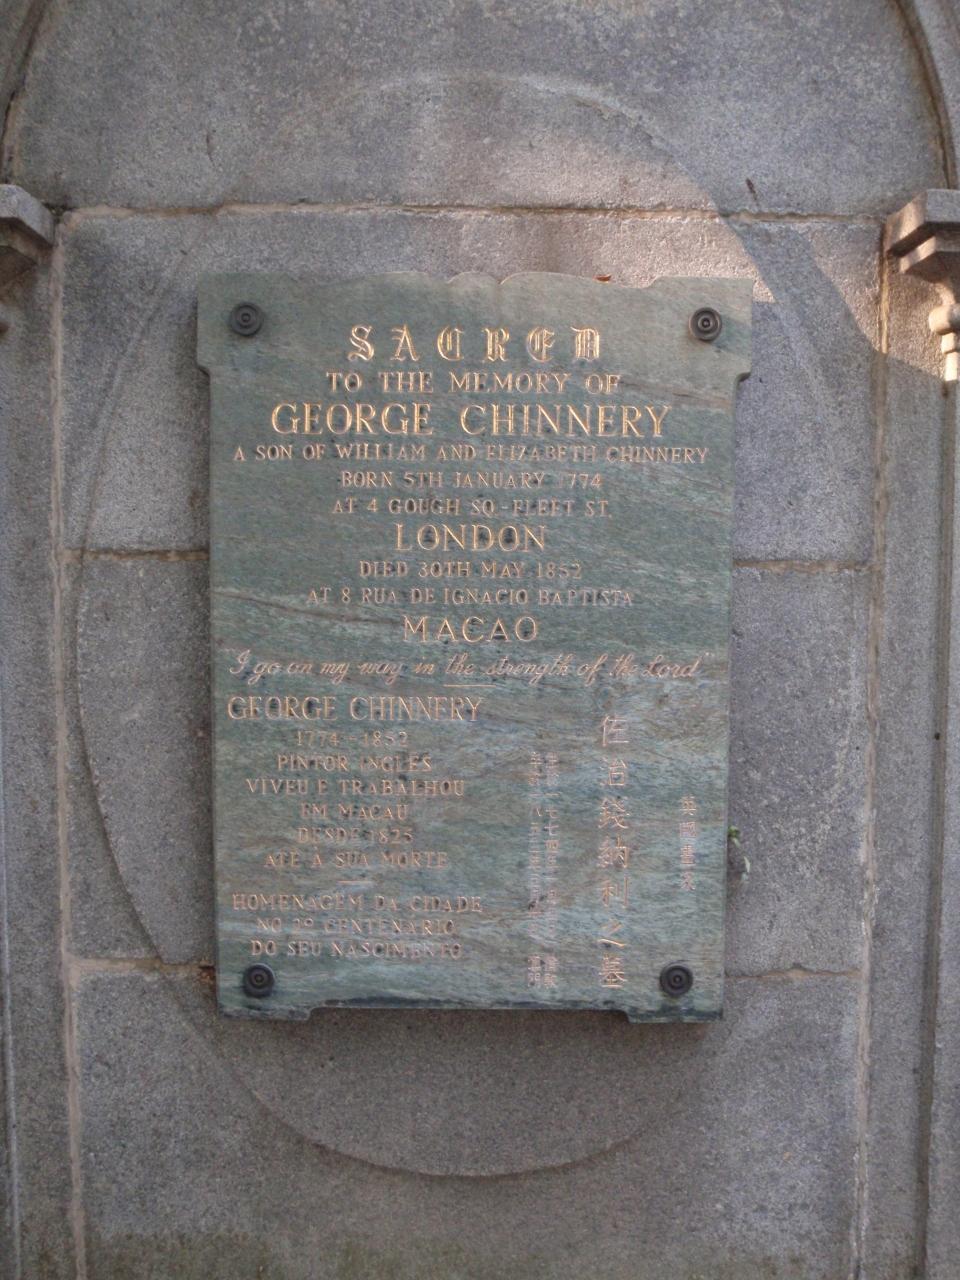 SACRED
TO THE MEMORY OF
GEORGE CHINNERY
A SON OF WILLIAM AND ELIZABETH CHINNERY
BORN 5TH JANUARY 1774
AT 4 GOUGH SQ-FLEET ST.
LONDON
DIED 30TH MAY 1852
AT 8 RUA DE IGNACIO BAPTISTA
MACAO
"I go on my way in the strength of the Lord"
GEORGE CHINNERY
1774-1852
PINTOR INGLÊS
VIVEU E TRABALHOU
EM MACAU
DESDE 1825
ATÉ À SUA MORTE
HOMENAGEM DA CIDADE
NO 2º CENTENÁRIO
DO SEU NASCIMENTO
佐治錢納利之墓